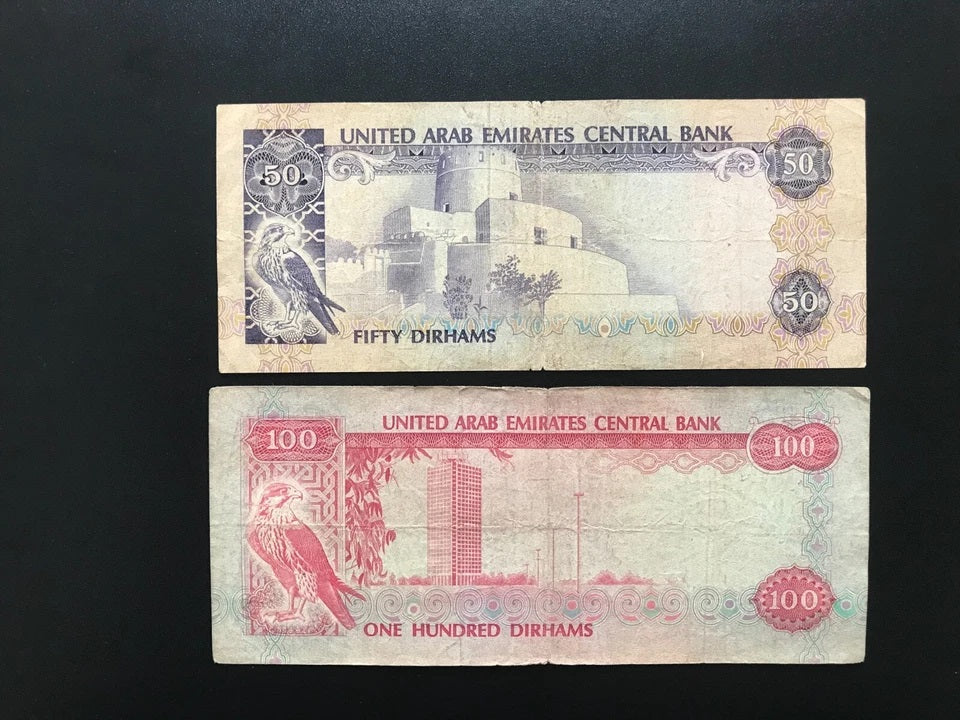 UNITED ARAB EMIRATES CENTRAL BANK
50
50
50
FIFTY DIRHAMS
UNITED ARAB EMIRATES CENTRAL BANK
100
100
100
ONE HUNDRED DIRHAMS